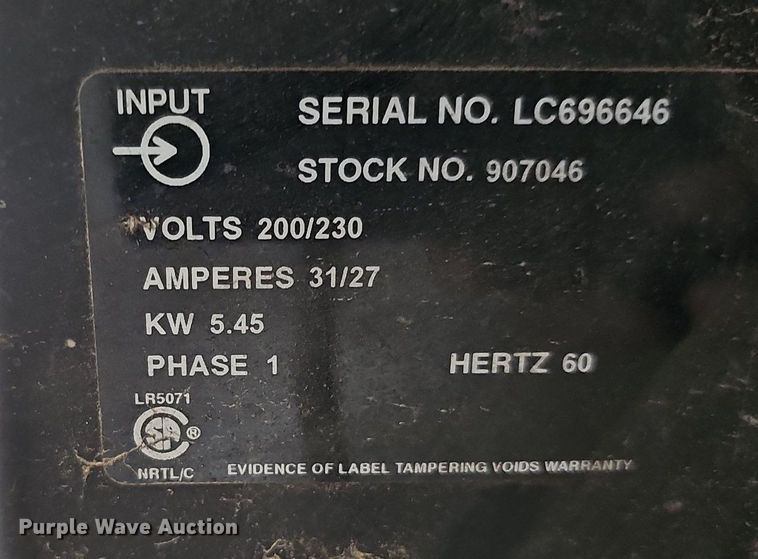 INPUT
SERIAL NO. LC696646
STOCK NO. 907046
VOLTS 200/230
AMPERES 31/27
KW 5.45
PHASE 1
HERTZ 60
LR5071
SA ®
NRTL/C
EVIDENCE OF LABEL TAMPERING VOIDS WARRANTY
Purple Wave Auction